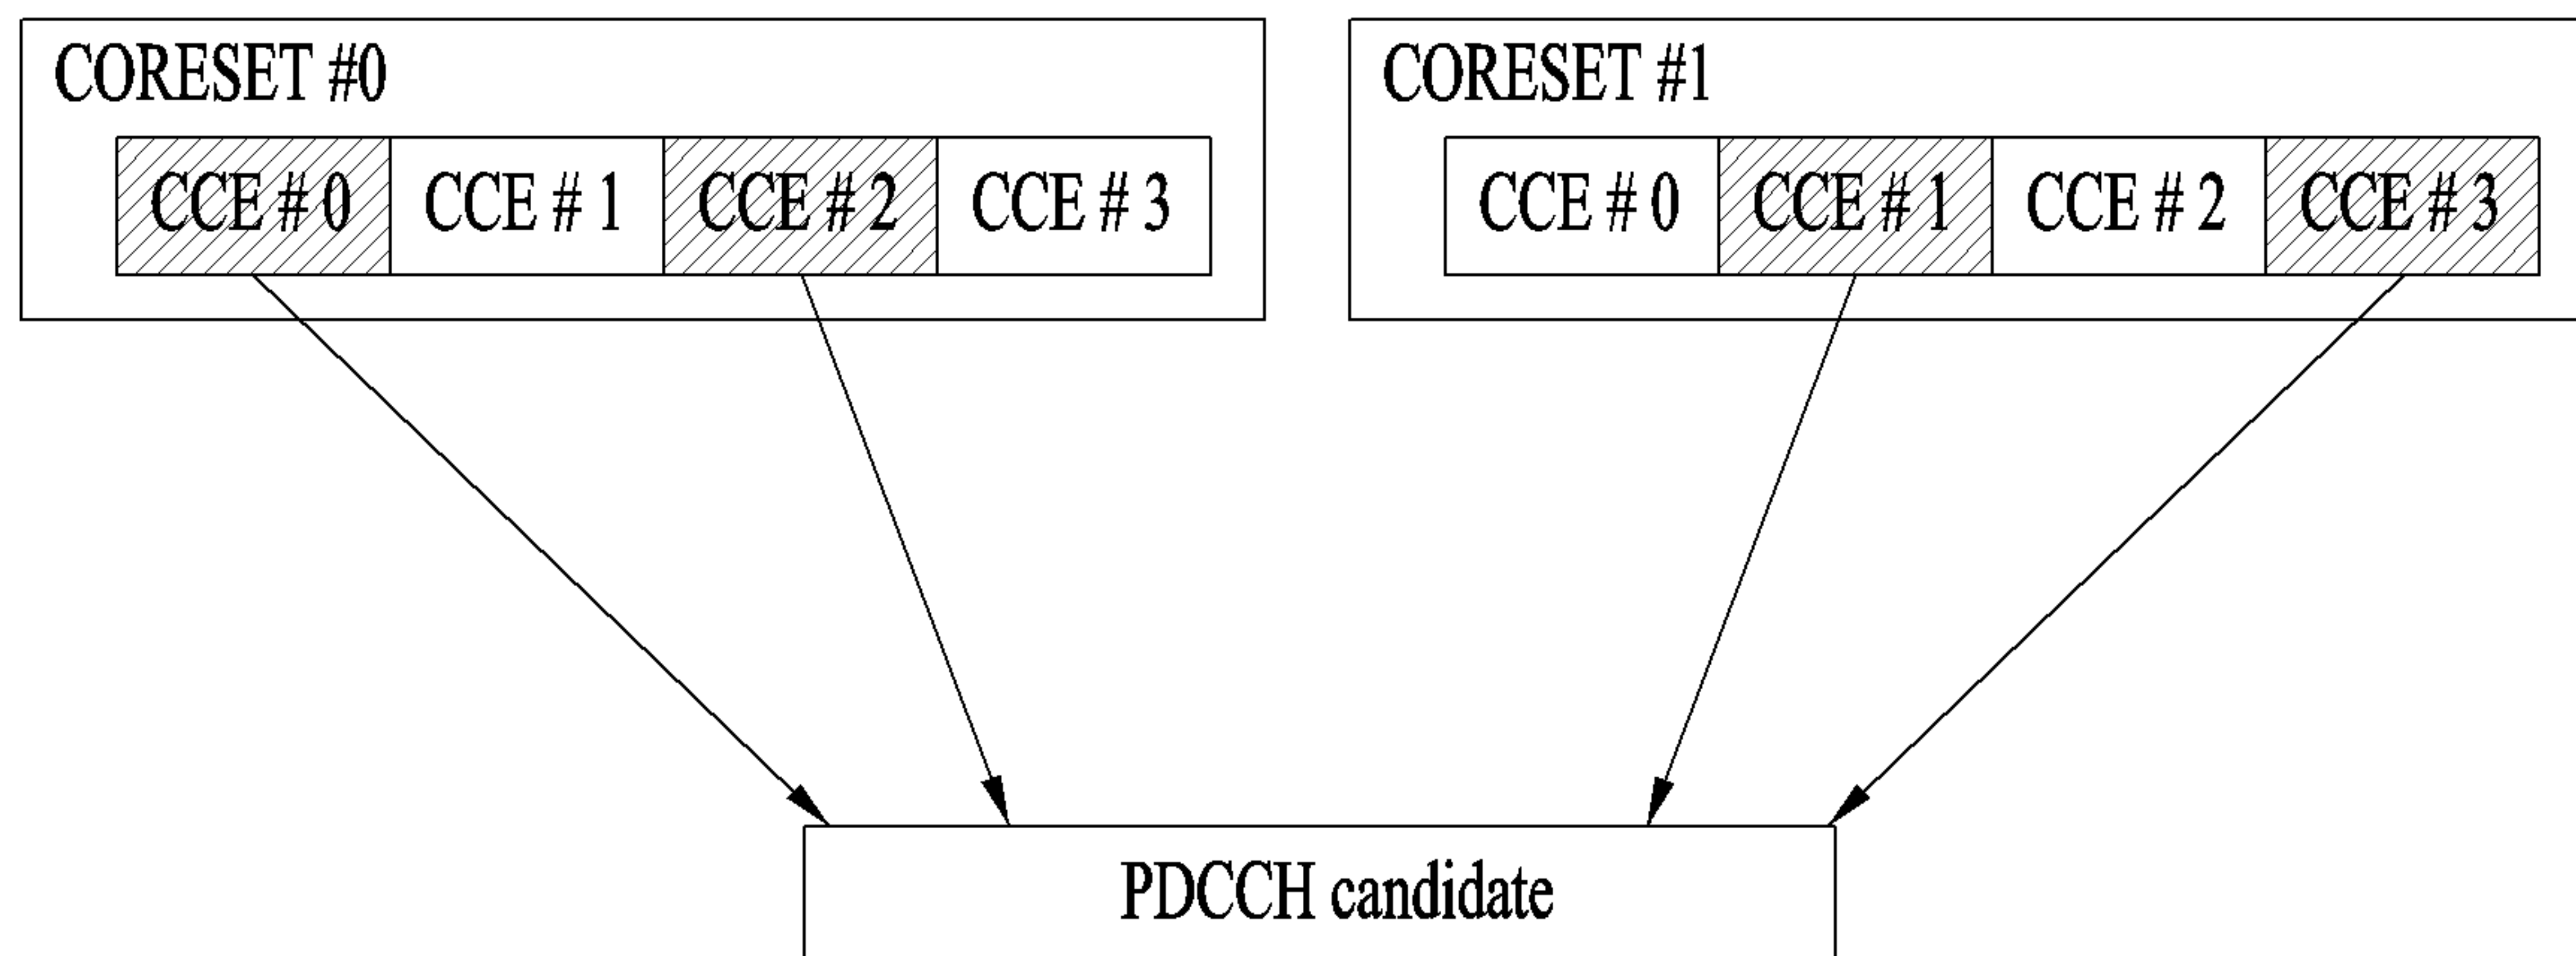 CORESET #0
CCE # 0 CCE # 1 CCE # 2 CCE # 3
CORESET #1
CCE # 0 CCE # 1 CCE # 2 CCE # 3
PDCCH candidate